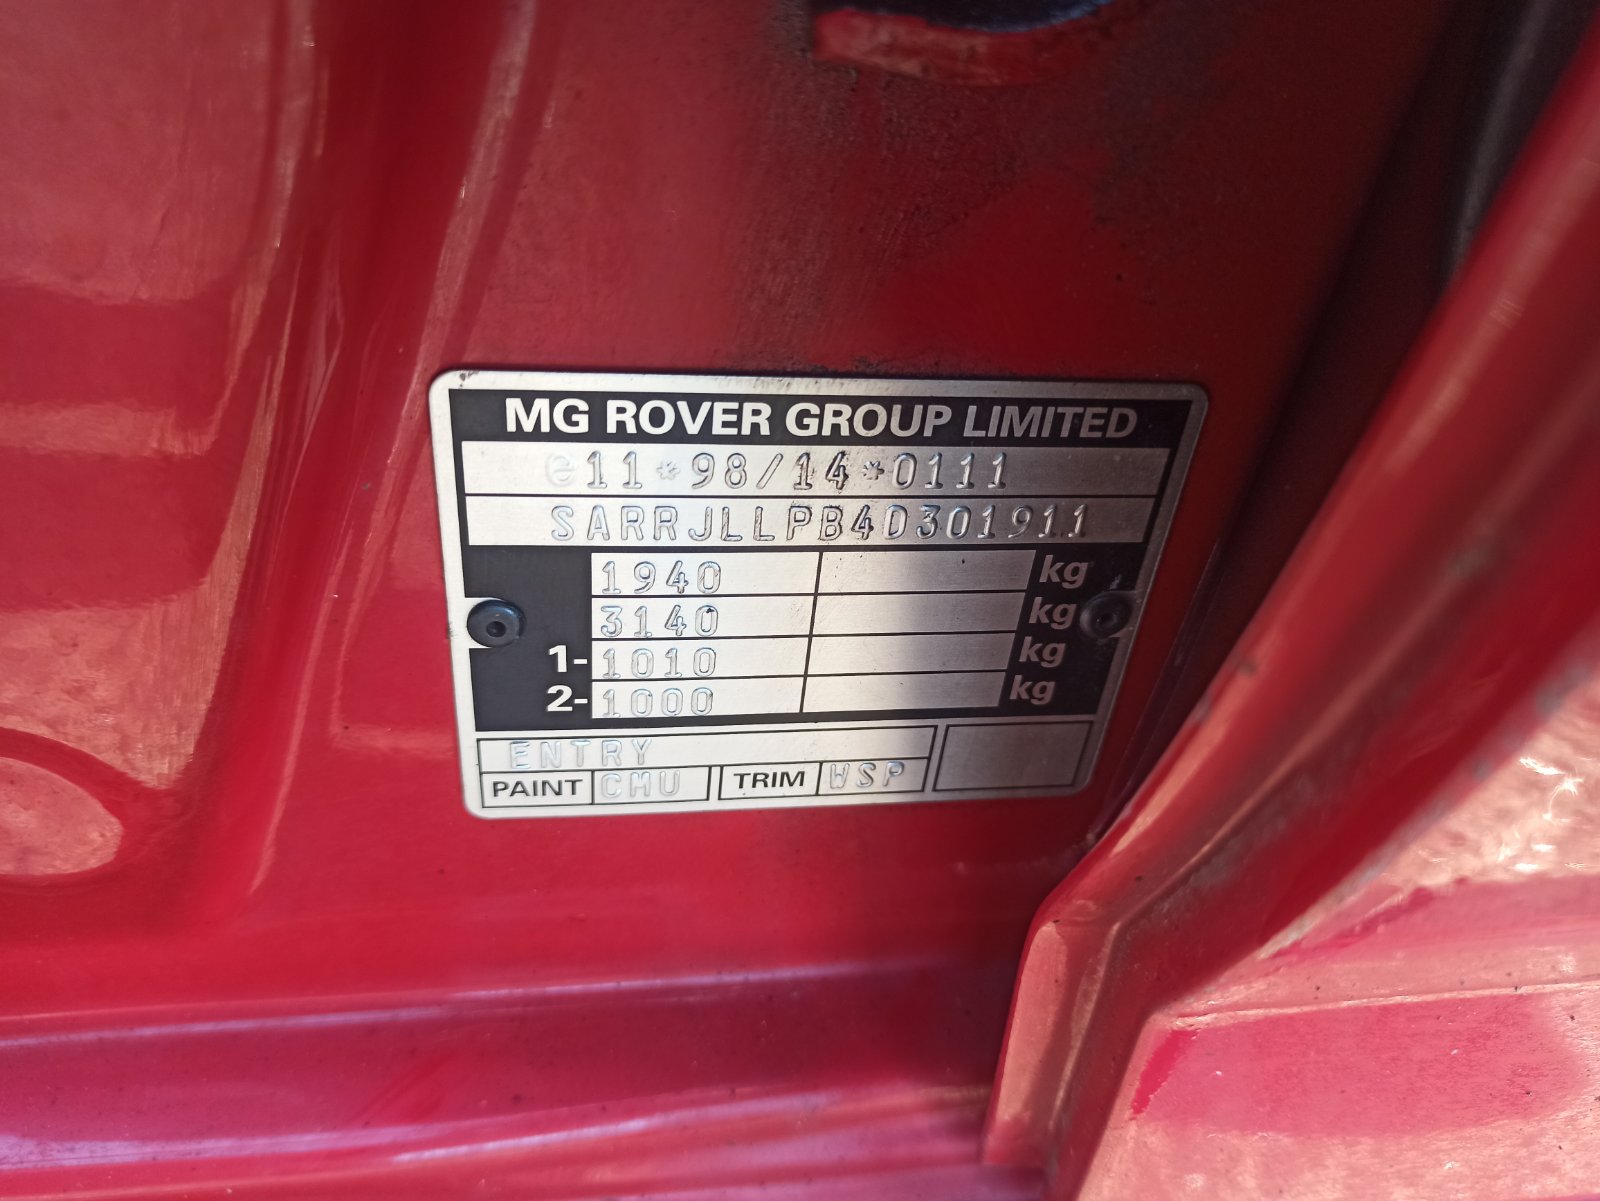 MG ROVER GROUP LIMITED
e11*98/14*0111
SARRJLLPB4D301911
1940 kg
3140 kg
1- 1010 kg
2- 1000 kg
ENTRY
PAINT CMU TRIM WSP